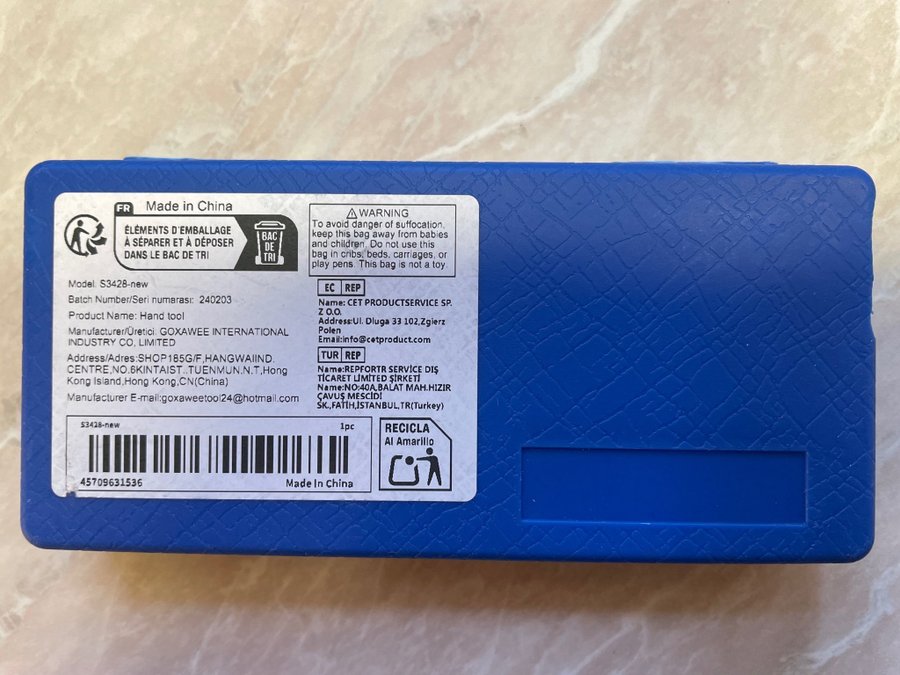 FR Made in China
ÉLÉMENTS D'EMBALLAGE
À SÉPARER ET À DÉPOSER
DANS LE BAC DE TRI
BAC
DE
TRI
Model: S3428-new
Batch Number/Seri numarası: 240203
Product Name: Hand tool
Manufacturer/Üretici: GOXAWEE INTERNATIONAL
INDUSTRY CO, LIMITED
Address/Adres:SHOP185G/F,HANGWAIIND.
CENTRE,NO.6KINTAIST..TUENMUN.N.T,Hong
Kong Island,Hong Kong,CN(China)
Manufacturer E-mail:goxaweetool24@hotmail.com
WARNING
To avoid danger of suffocation,
keep this bag away from babies
and children. Do not use this
bag in cribs, beds, carriages, or
play pens. This bag is not a toy.
EC REP
Name: CET PRODUCTSERVICE SP.
Z O.O.
Address:Ul. Dluga 33 102,Zgierz
Polen
Email:info@cetproduct.com
TUR REP
Name:REPFORTR SERVICE DIŞ
TİCARET LIMITED ŞİRKETİ
Name:NO:40A,BALAT MAH.HIZIR
ÇAVUŞ MESCİDİ
SK.,FATİH,İSTANBUL,TR(Turkey)
S3428-new 1pc
45709631536 Made In China
RECICLA
Al Amarillo